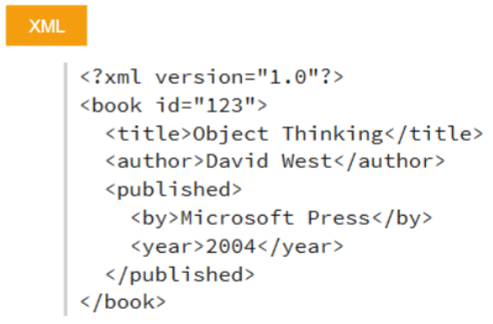 XML
<?xml version="1.0"?>
<book id="123">
  <title>Object Thinking</title>
  <author>David West</author>
  <published>
    <by>Microsoft Press</by>
    <year>2004</year>
  </published>
</book>